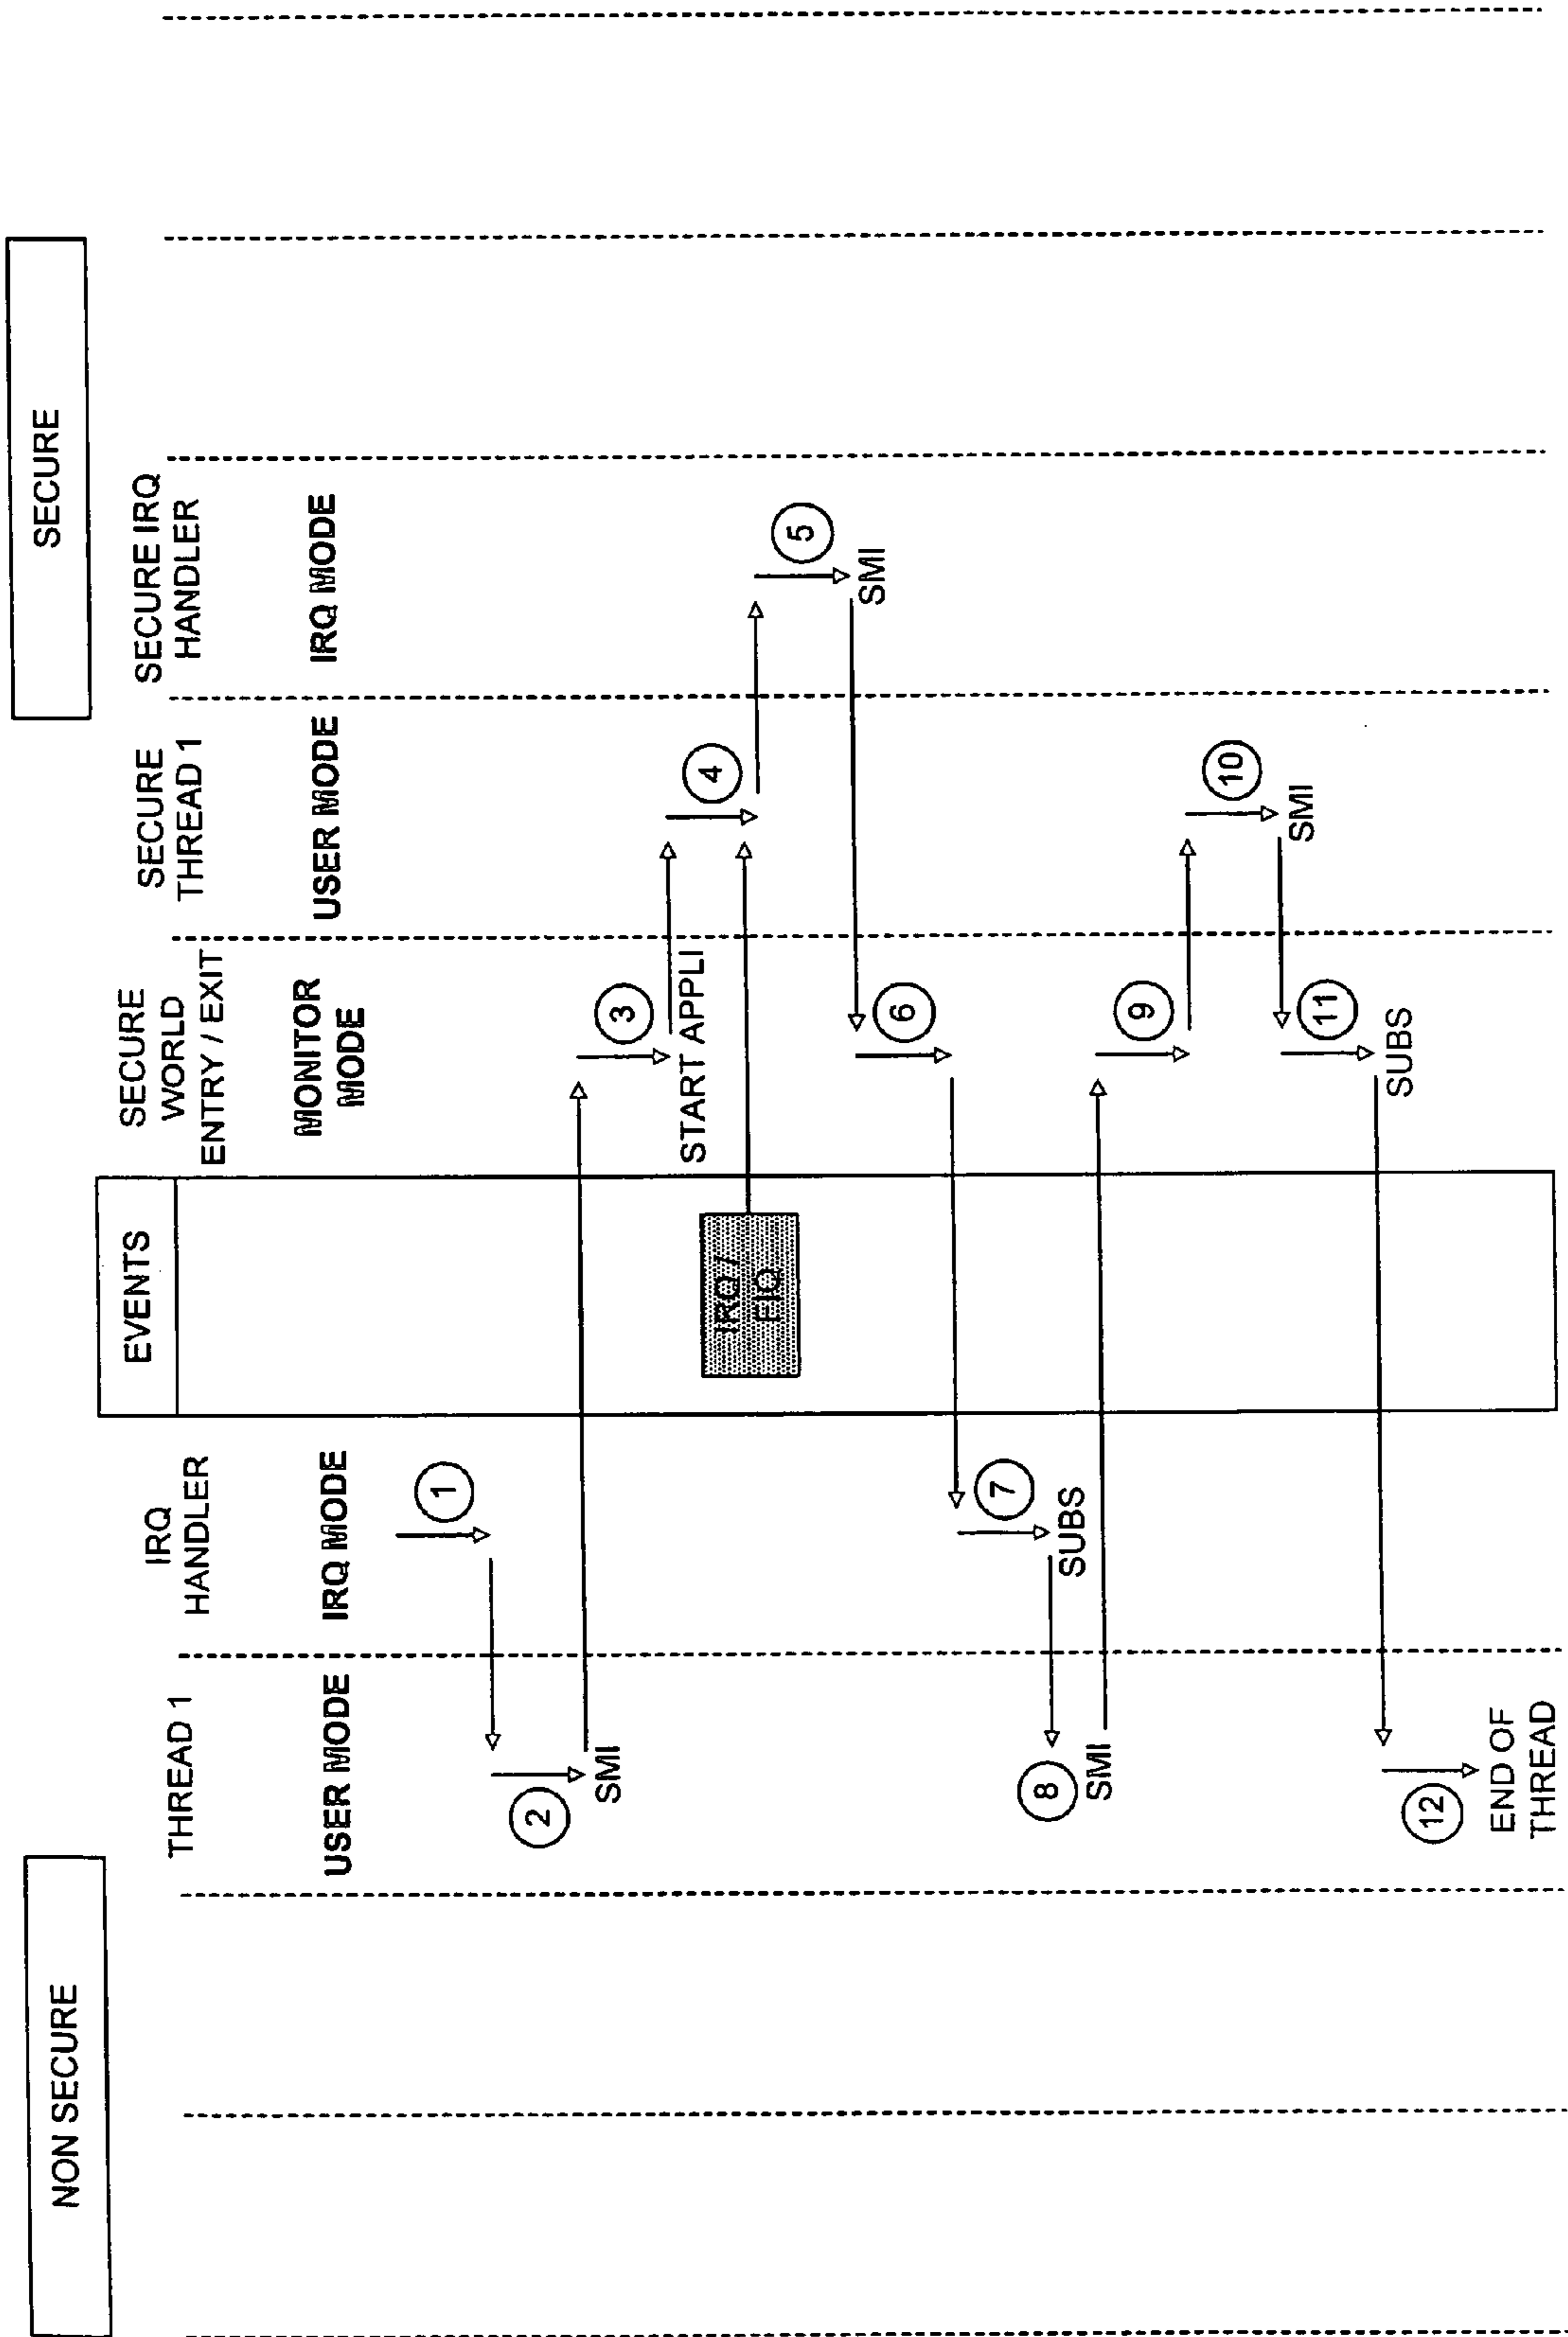 NON SECURE
SECURE
THREAD 1
IRQ
HANDLER
EVENTS
SECURE
WORLD
ENTRY / EXIT
SECURE
THREAD 1
SECURE IRQ
HANDLER
USER MODE
IRQ MODE
MONITOR
MODE
USER MODE
IRQ MODE
1
2
SMI
3
START APPLI
IRQ /
FIQ
4
5
SMI
6
7
SUBS
8
SMI
9
10
SMI
11
SUBS
12
END OF
THREAD